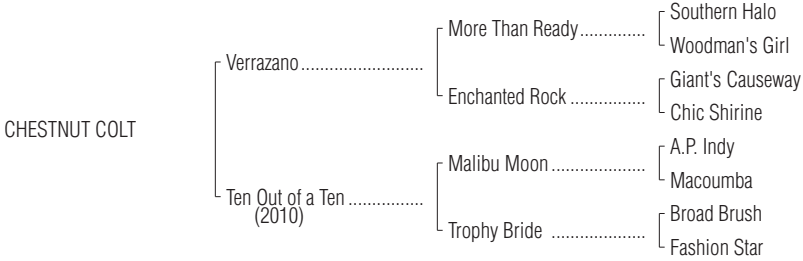 Southern Halo
More Than Ready..............
Woodman's Girl
Verrazano..........................
Giant's Causeway
Enchanted Rock ................
Chic Shirine
CHESTNUT COLT
A.P. Indy
Malibu Moon ....................
Macoumba
Ten Out of a Ten ................
(2010)
Broad Brush
Trophy Bride ....................
Fashion Star